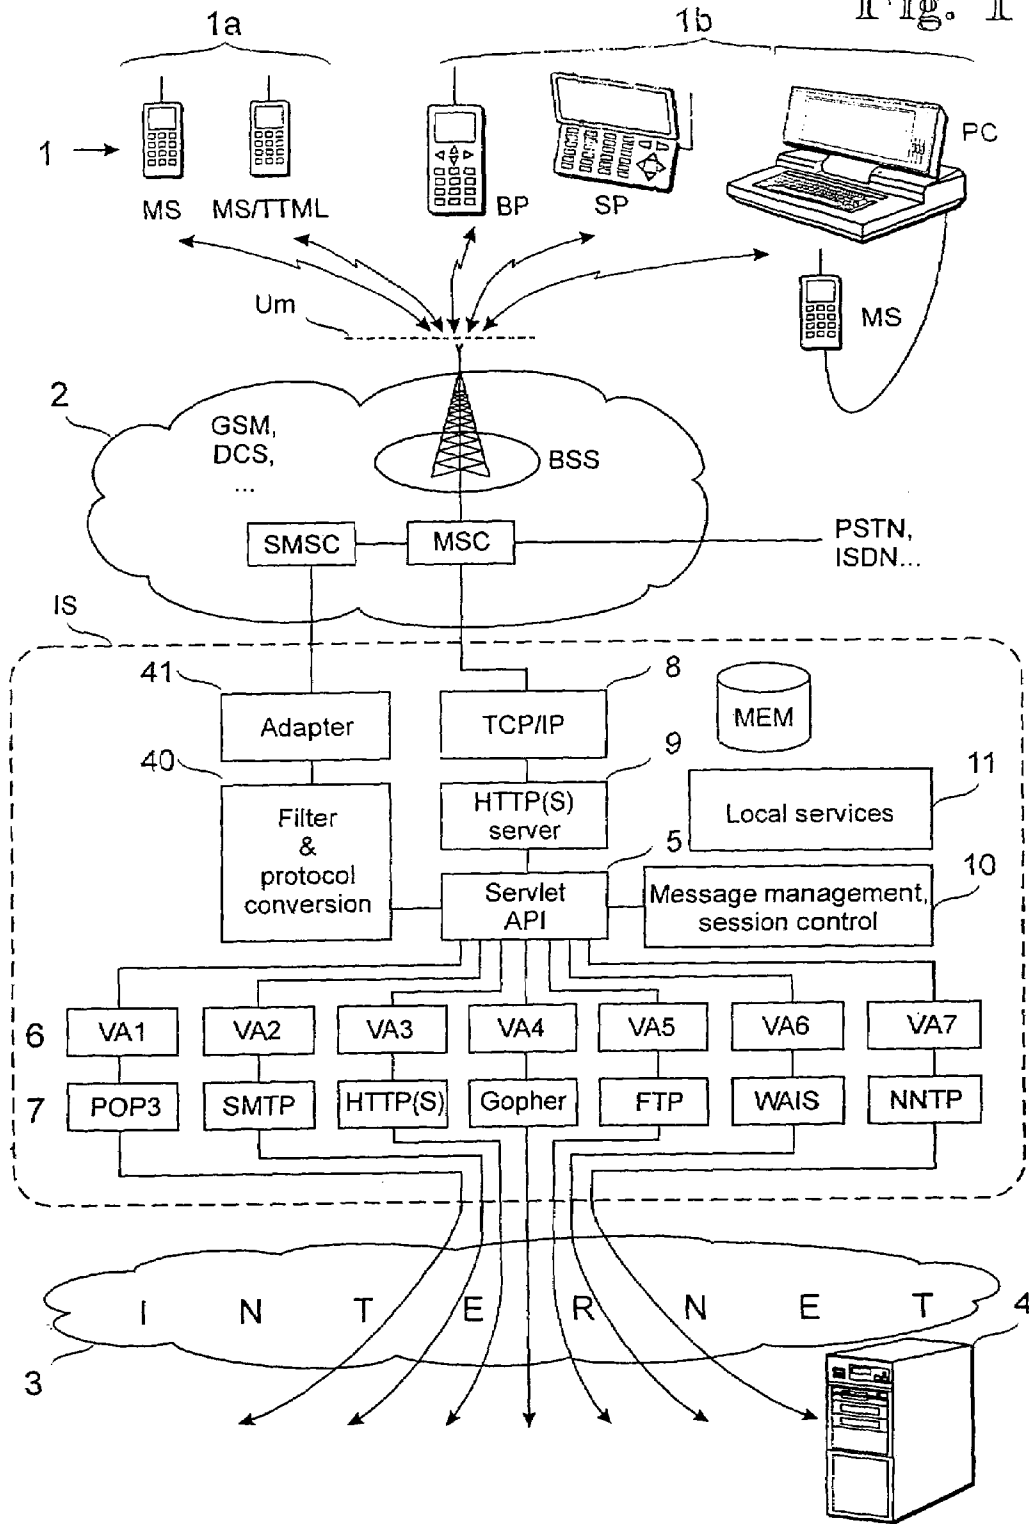 Fig. 1
1a
1b
1
MS
MS/TTML
BP
SP
PC
MS
Um
2
GSM,
DCS,
...
BSS
SMSC
MSC
PSTN,
ISDN...
IS
41
Adapter
8
TCP/IP
MEM
40
Filter
&
protocol
conversion
9
HTTP(S)
server
11
Local services
5
Servlet
API
10
Message management,
session control
6
VA1
VA2
VA3
VA4
VA5
VA6
VA7
7
POP3
SMTP
HTTP(S)
Gopher
FTP
WAIS
NNTP
I N T E R N E T
3
4